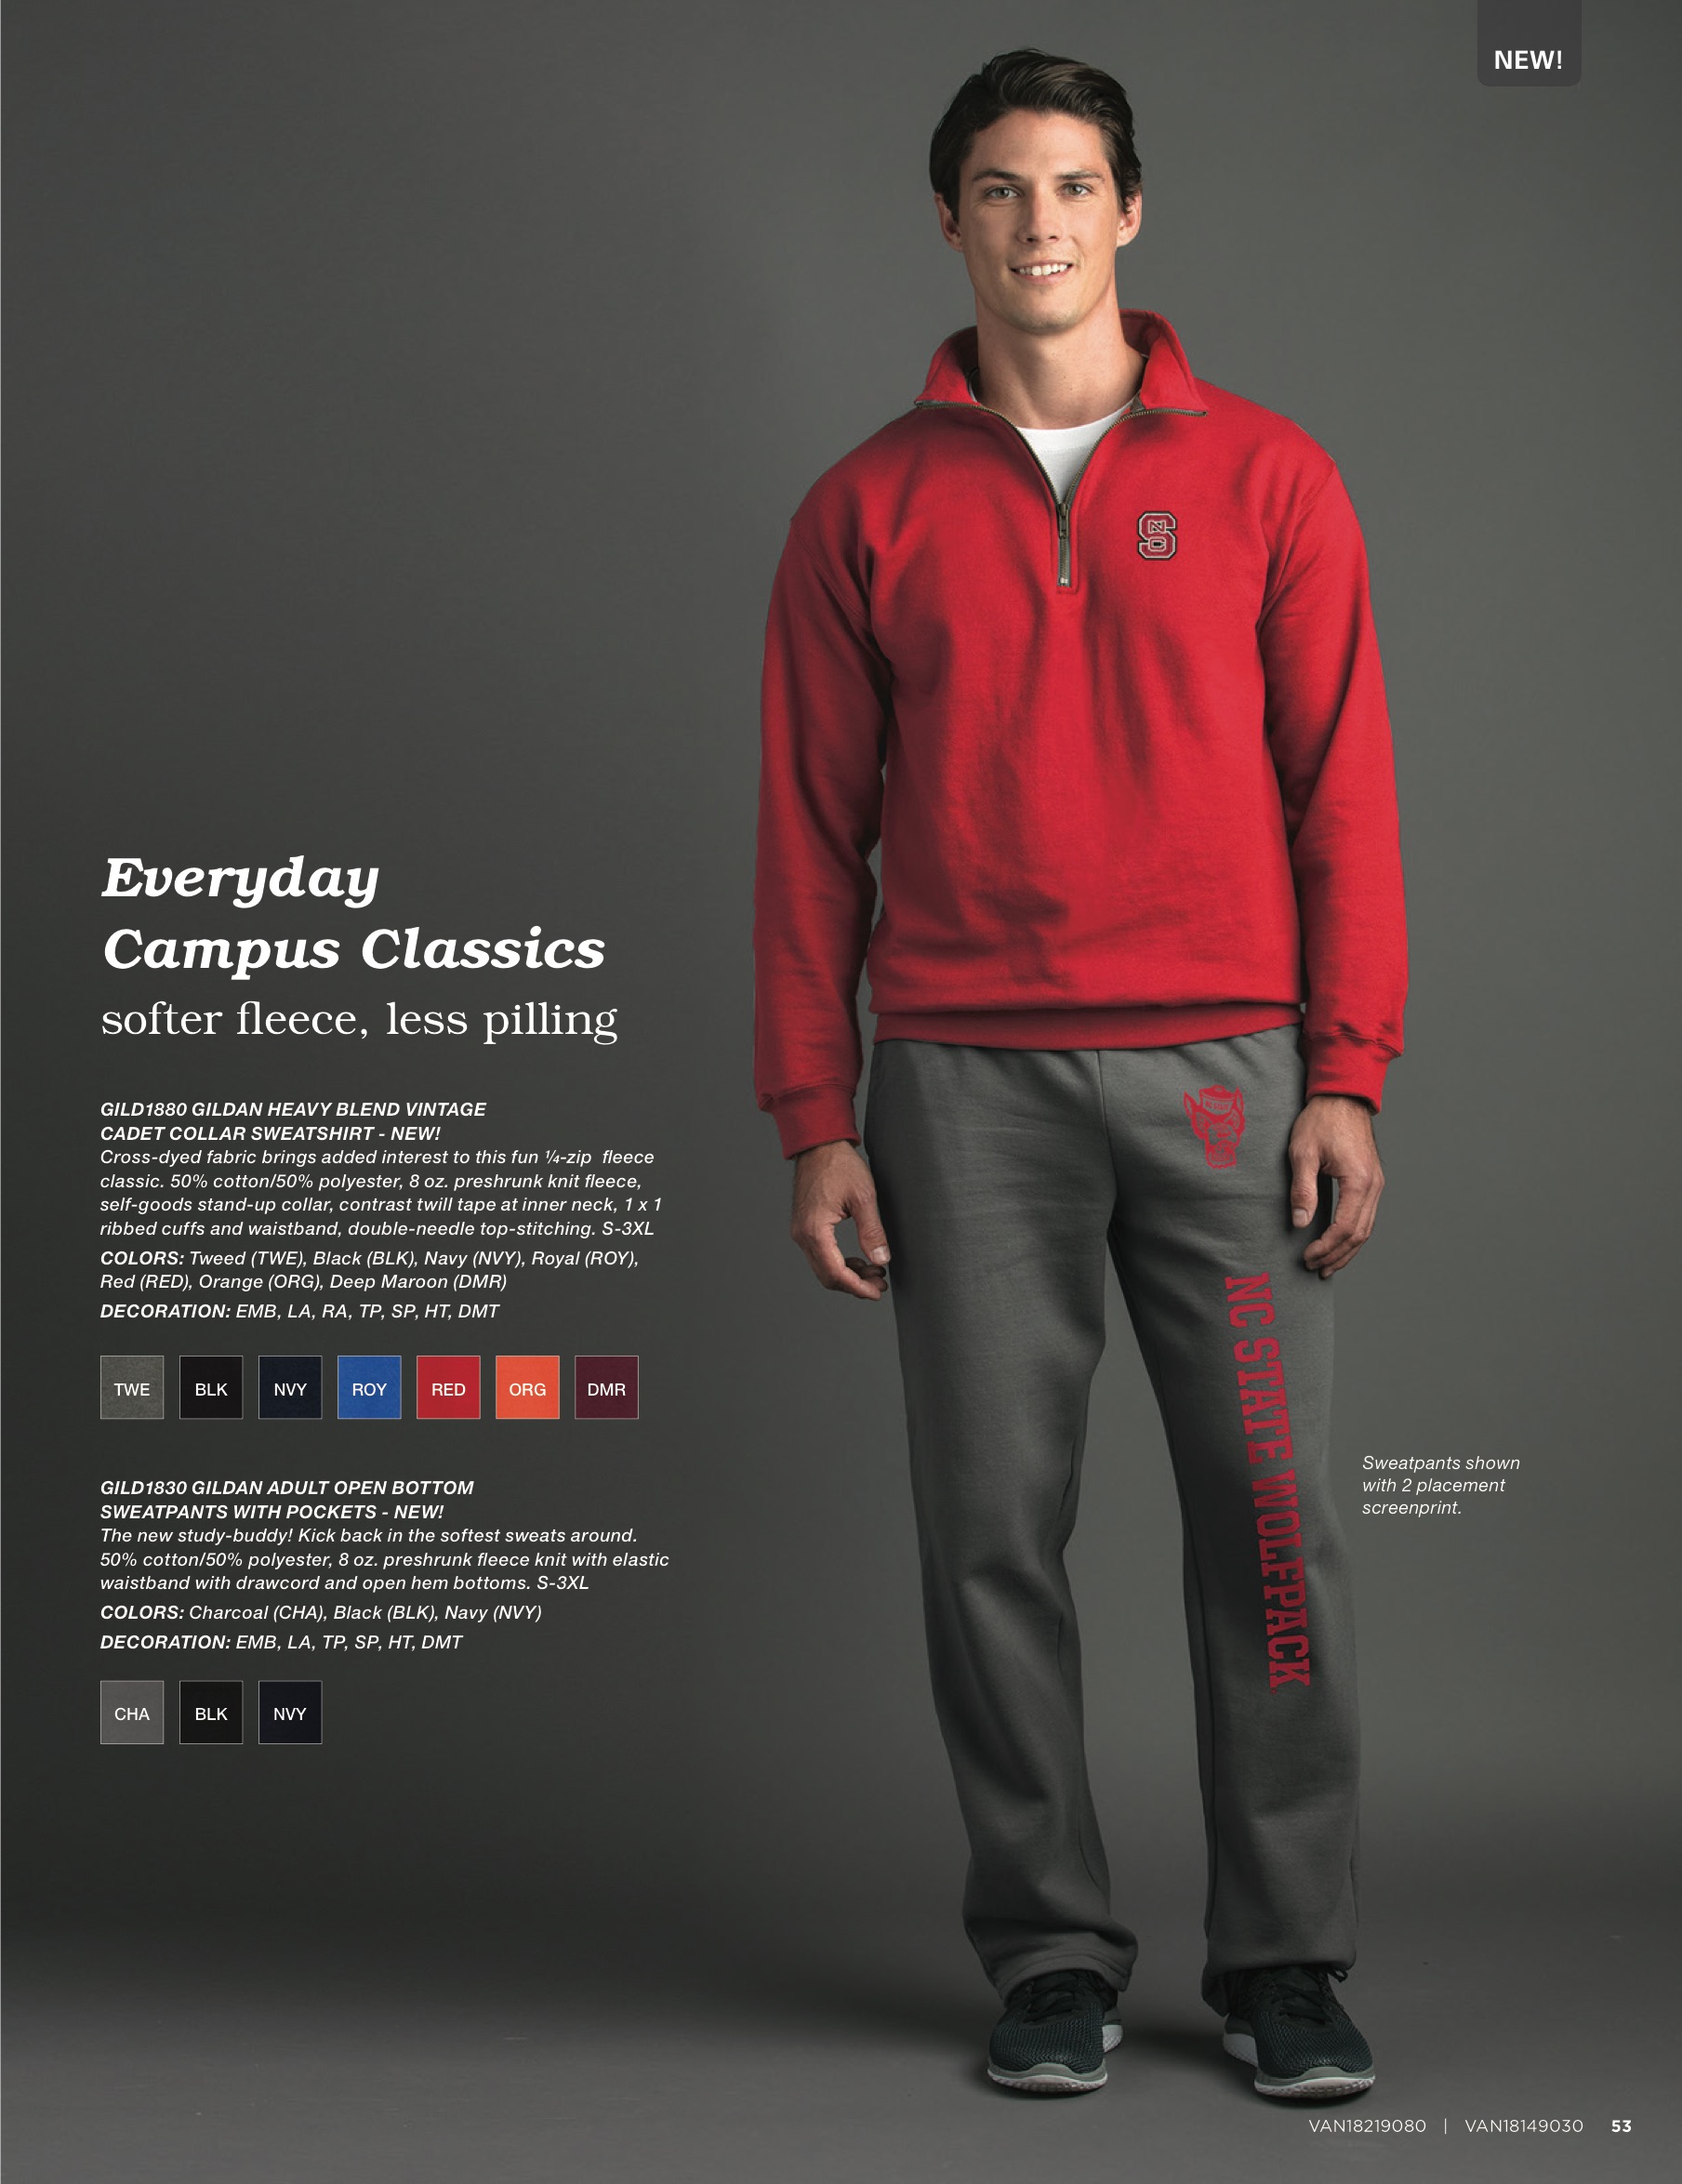 NEW!
Everyday
Campus Classics
softer fleece, less pilling
GILD1880 GILDAN HEAVY BLEND VINTAGE
CADET COLLAR SWEATSHIRT - NEW!
Cross-dyed fabric brings added interest to this fun ¼-zip fleece
classic. 50% cotton/50% polyester, 8 oz. preshrunk knit fleece,
self-goods stand-up collar, contrast twill tape at inner neck, 1 x 1
ribbed cuffs and waistband, double-needle top-stitching. S-3XL
COLORS: Tweed (TWE), Black (BLK), Navy (NVY), Royal (ROY),
Red (RED), Orange (ORG), Deep Maroon (DMR)
DECORATION: EMB, LA, RA, TP, SP, HT, DMT
TWE BLK NVY ROY RED ORG DMR
GILD1830 GILDAN ADULT OPEN BOTTOM
SWEATPANTS WITH POCKETS - NEW!
The new study-buddy! Kick back in the softest sweats around.
50% cotton/50% polyester, 8 oz. preshrunk fleece knit with elastic
waistband with drawcord and open hem bottoms. S-3XL
COLORS: Charcoal (CHA), Black (BLK), Navy (NVY)
DECORATION: EMB, LA, TP, SP, HT, DMT
CHA BLK NVY
NSC
NC STATE WOLFPACK
Sweatpants shown
with 2 placement
screenprint.
VAN18219080 | VAN18149030 53